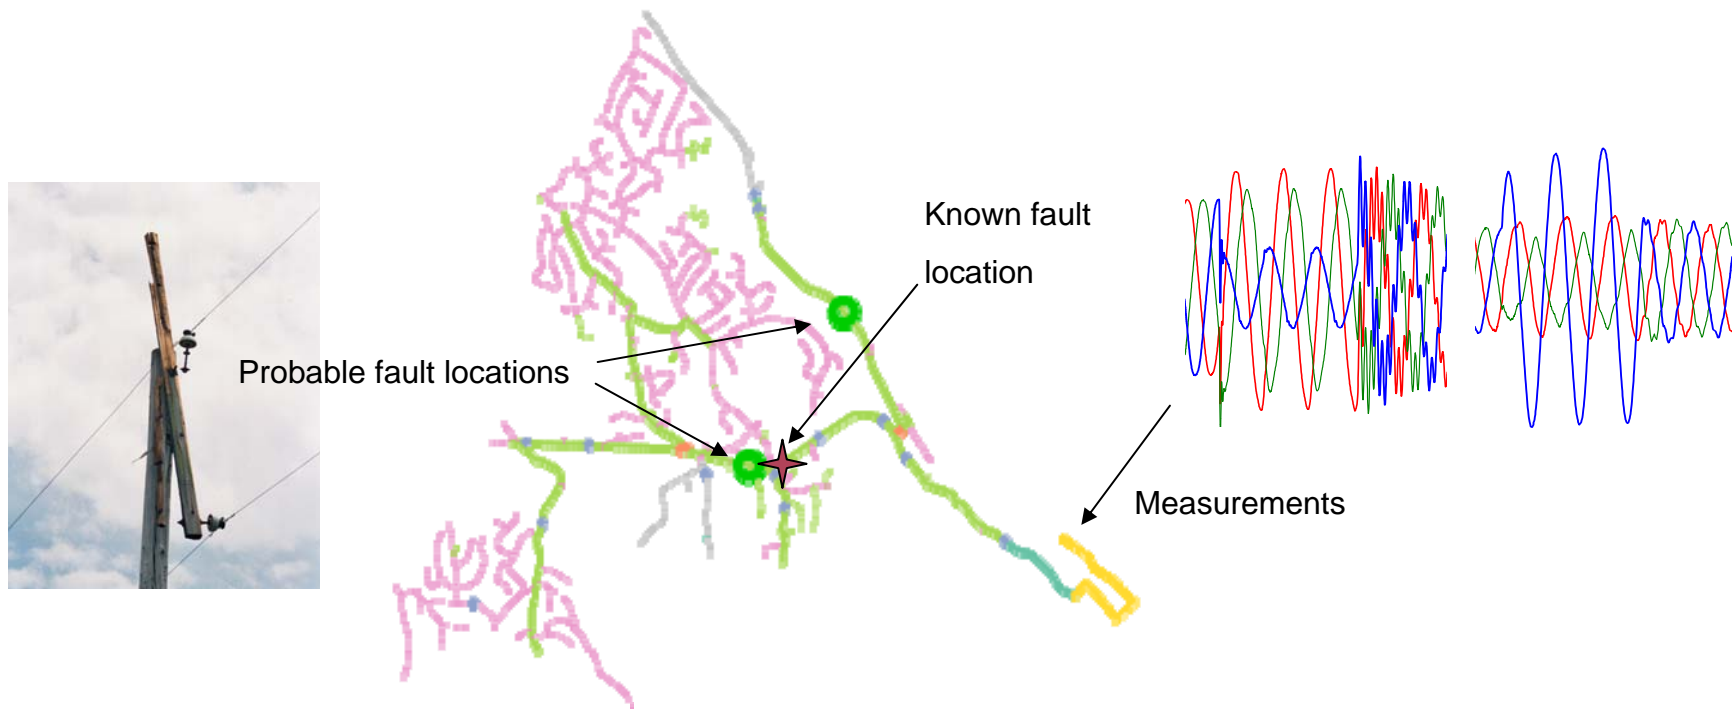 Known fault
location
Probable fault locations
Measurements